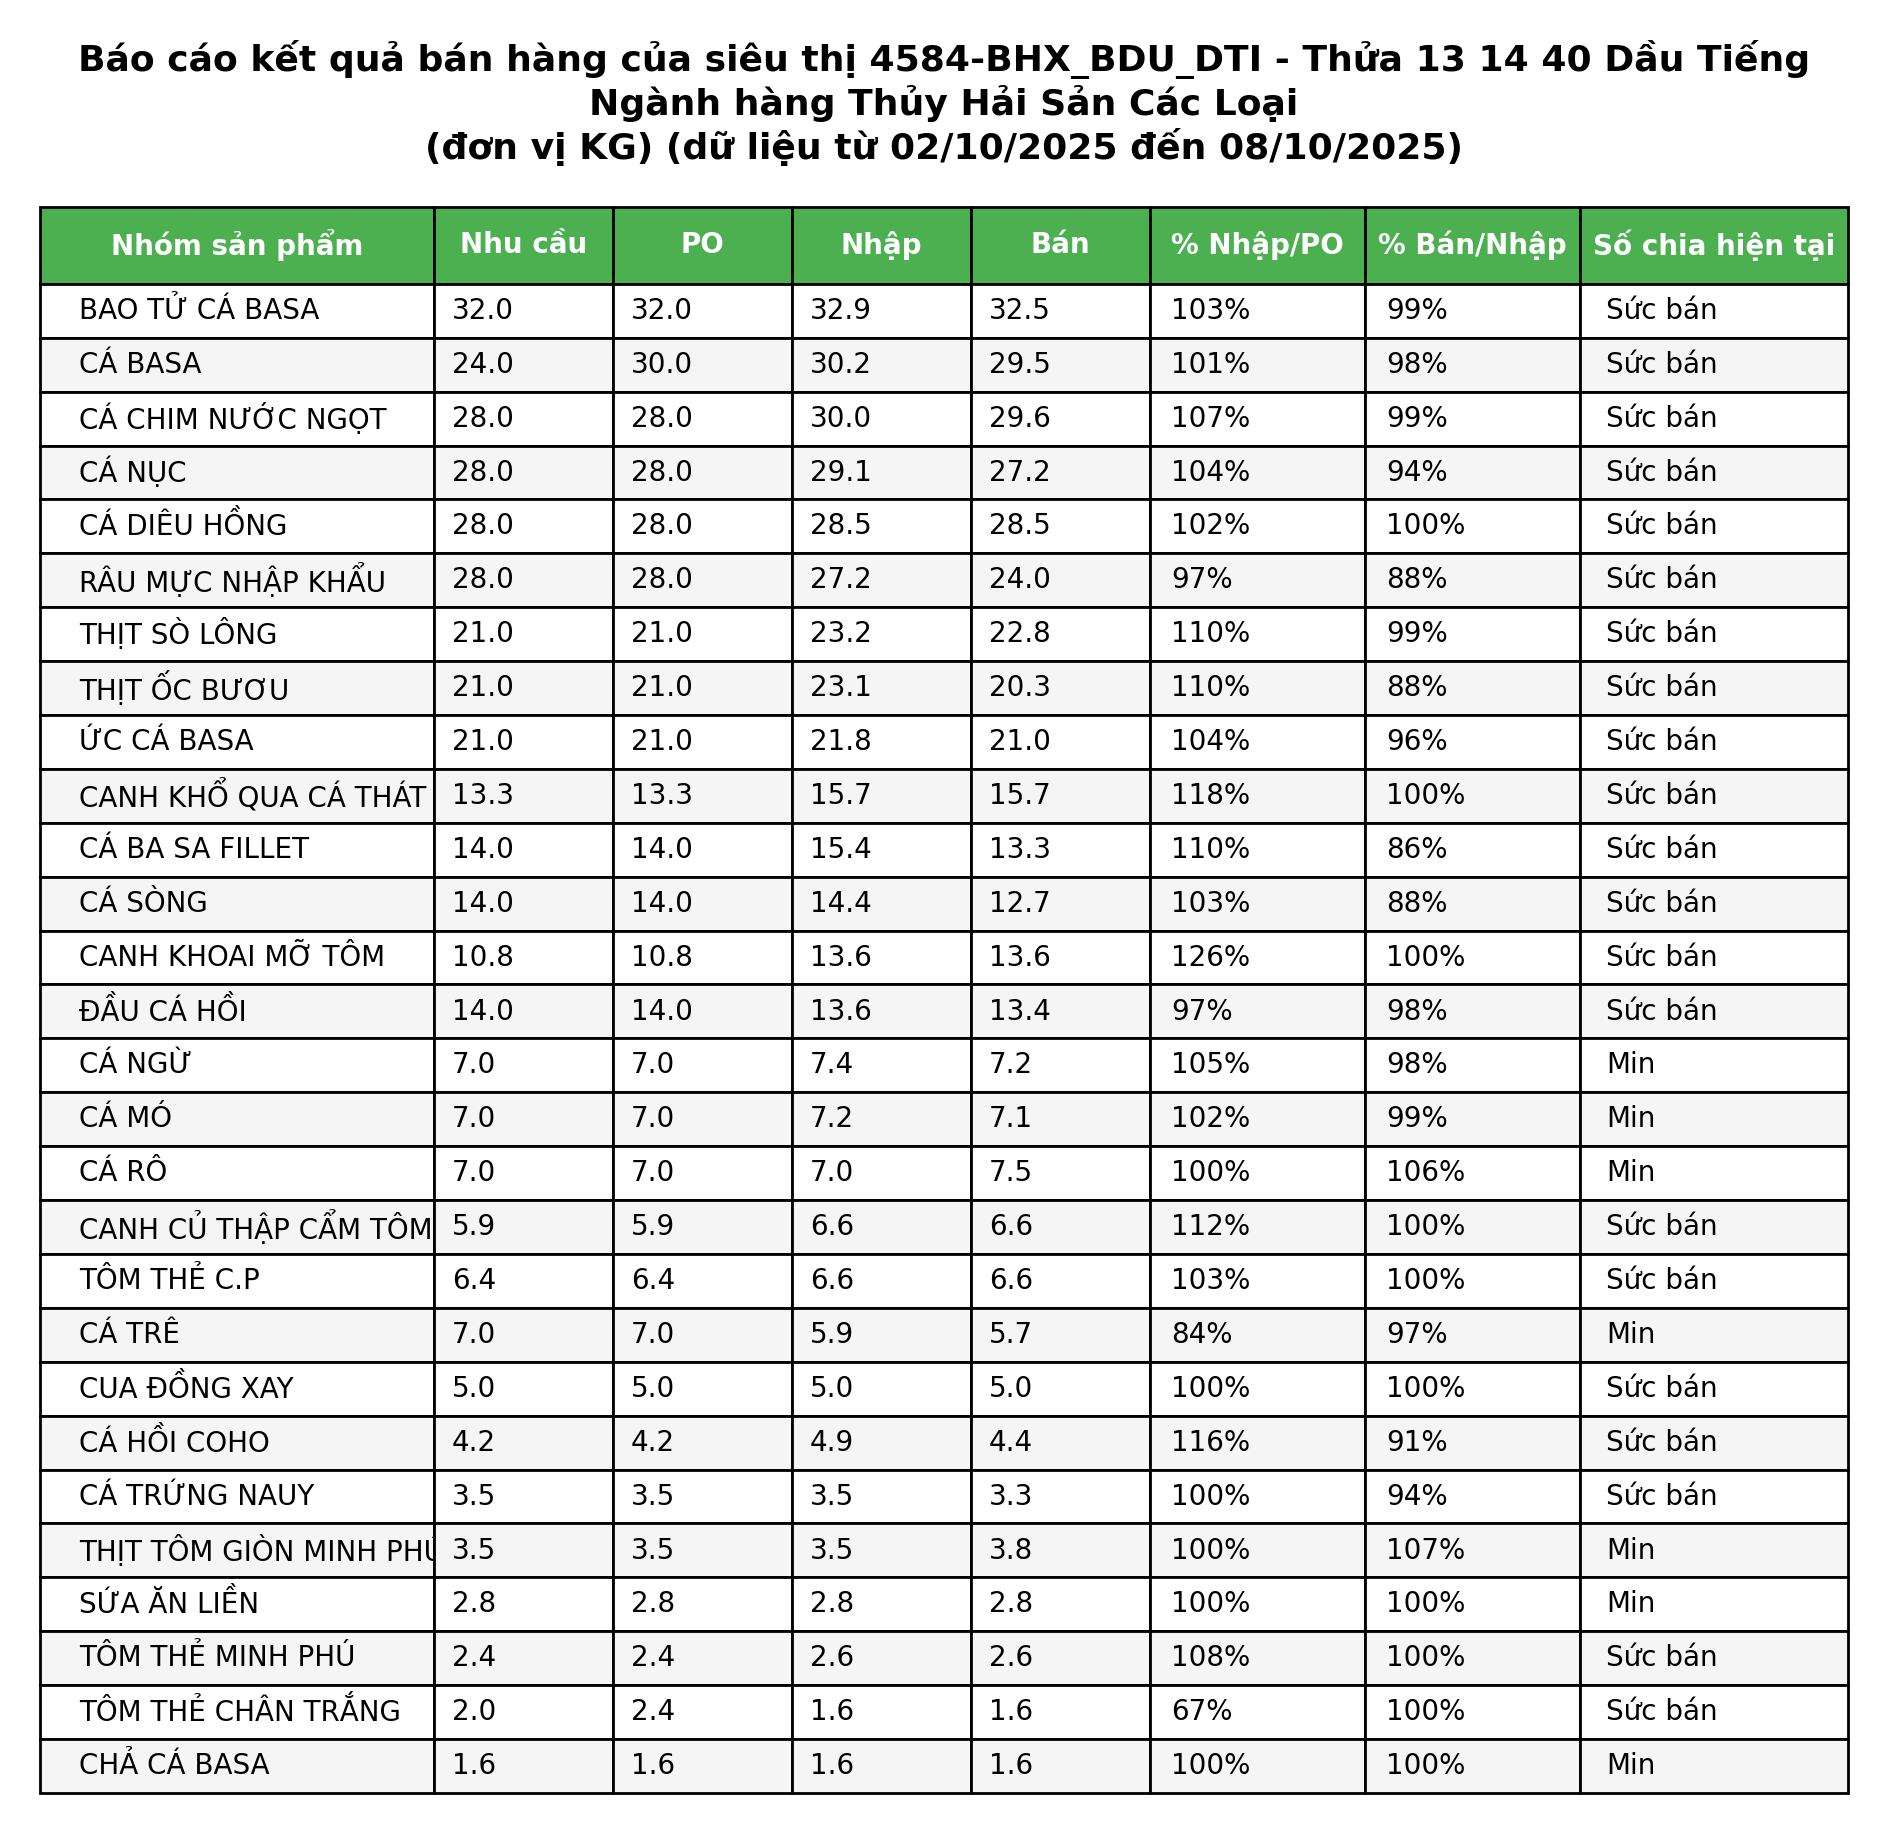 Báo cáo kết quả bán hàng của siêu thị 4584-BHX_BDU_DTI - Thửa 13 14 40 Dầu Tiếng
Ngành hàng Thủy Hải Sản Các Loại
(đơn vị KG) (dữ liệu từ 02/10/2025 đến 08/10/2025)
Nhóm sản phẩm Nhu cầu PO Nhập Bán % Nhập/PO % Bán/Nhập Số chia hiện tại
BAO TỬ CÁ BASA 32.0 32.0 32.9 32.5 103% 99% Sức bán
CÁ BASA 24.0 30.0 30.2 29.5 101% 98% Sức bán
CÁ CHIM NƯỚC NGỌT 28.0 28.0 30.0 29.6 107% 99% Sức bán
CÁ NỤC 28.0 28.0 29.1 27.2 104% 94% Sức bán
CÁ DIÊU HỒNG 28.0 28.0 28.5 28.5 102% 100% Sức bán
RÂU MỰC NHẬP KHẨU 28.0 28.0 27.2 24.0 97% 88% Sức bán
THỊT SÒ LÔNG 21.0 21.0 23.2 22.8 110% 99% Sức bán
THỊT ỐC BƯƠU 21.0 21.0 23.1 20.3 110% 88% Sức bán
ỨC CÁ BASA 21.0 21.0 21.8 21.0 104% 96% Sức bán
CANH KHỔ QUA CÁ THÁT 13.3 13.3 15.7 15.7 118% 100% Sức bán
CÁ BA SA FILLET 14.0 14.0 15.4 13.3 110% 86% Sức bán
CÁ SÒNG 14.0 14.0 14.4 12.7 103% 88% Sức bán
CANH KHOAI MỠ TÔM 10.8 10.8 13.6 13.6 126% 100% Sức bán
ĐẦU CÁ HỒI 14.0 14.0 13.6 13.4 97% 98% Sức bán
CÁ NGỪ 7.0 7.0 7.4 7.2 105% 98% Min
CÁ MÓ 7.0 7.0 7.2 7.1 102% 99% Min
CÁ RÔ 7.0 7.0 7.0 7.5 100% 106% Min
CANH CỦ THẬP CẨM TÔM 5.9 5.9 6.6 6.6 112% 100% Sức bán
TÔM THẺ C.P 6.4 6.4 6.6 6.6 103% 100% Sức bán
CÁ TRÊ 7.0 7.0 5.9 5.7 84% 97% Min
CUA ĐỒNG XAY 5.0 5.0 5.0 5.0 100% 100% Sức bán
CÁ HỒI COHO 4.2 4.2 4.9 4.4 116% 91% Sức bán
CÁ TRỨNG NAUY 3.5 3.5 3.5 3.3 100% 94% Sức bán
THỊT TÔM GIÒN MINH PHÚ 3.5 3.5 3.5 3.8 100% 107% Min
SỨA ĂN LIỀN 2.8 2.8 2.8 2.8 100% 100% Min
TÔM THẺ MINH PHÚ 2.4 2.4 2.6 2.6 108% 100% Sức bán
TÔM THẺ CHÂN TRẮNG 2.0 2.4 1.6 1.6 67% 100% Sức bán
CHẢ CÁ BASA 1.6 1.6 1.6 1.6 100% 100% Min